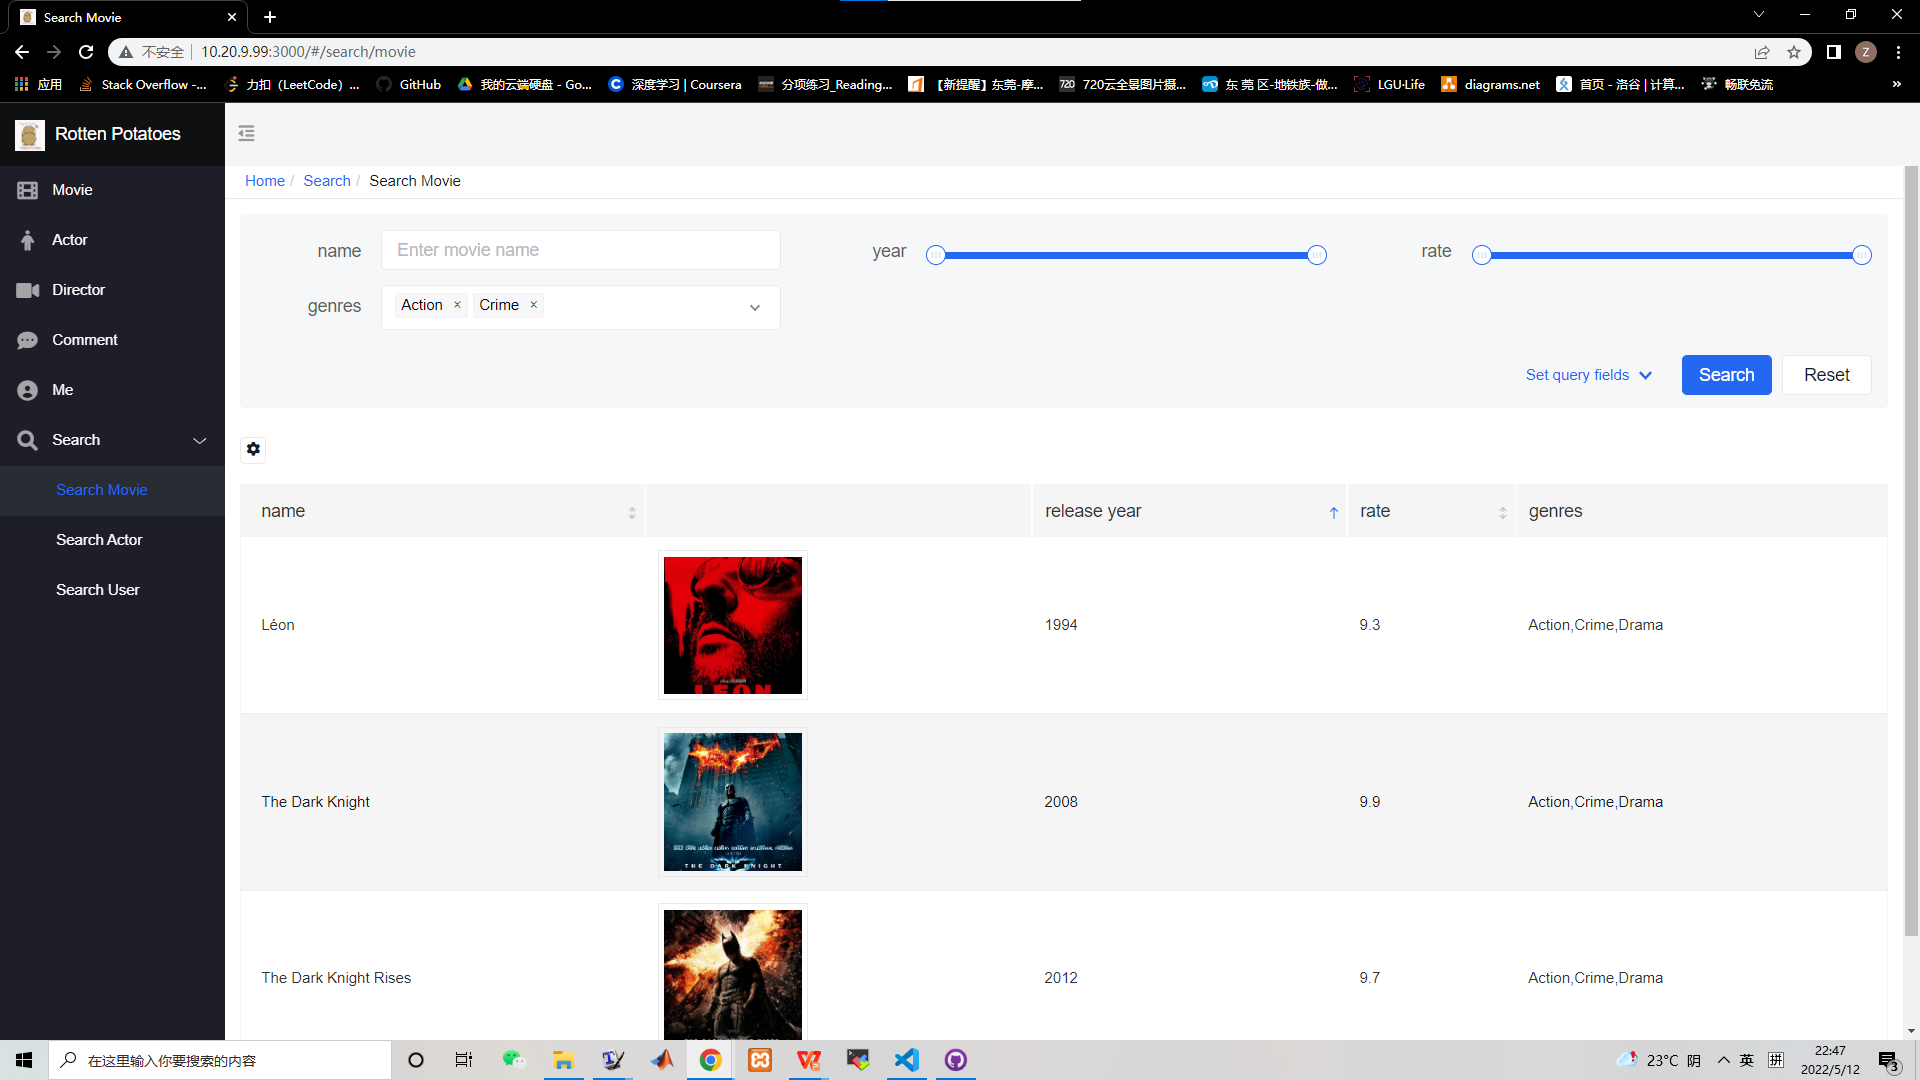 Search Movie
不安全 10.20.9.99:3000/#/search/movie Z
应用 Stack Overflow -... 力扣（LeetCode）... GitHub 我的云端硬盘 - Go... 深度学习 | Coursera 分项练习_Reading... 【新提醒】东莞-摩... 720云全景图片摄... 东 莞 区-地铁族-做... LGU·Life diagrams.net 首页 - 洛谷 | 计算... 畅联免流 »
Rotten Potatoes
Movie
Actor
Director
Comment
Me
Search
Search Movie
Search Actor
Search User
Home / Search / Search Movie
name Enter movie name year rate
genres Action × Crime ×
Set query fields Search Reset
name release year rate genres
Léon 1994 9.3 Action,Crime,Drama
LEON
The Dark Knight 2008 9.9 Action,Crime,Drama
THE DARK KNIGHT
The Dark Knight Rises 2012 9.7 Action,Crime,Drama
在这里输入你要搜索的内容
23°C 阴 英 拼 22:47
2022/5/12 3